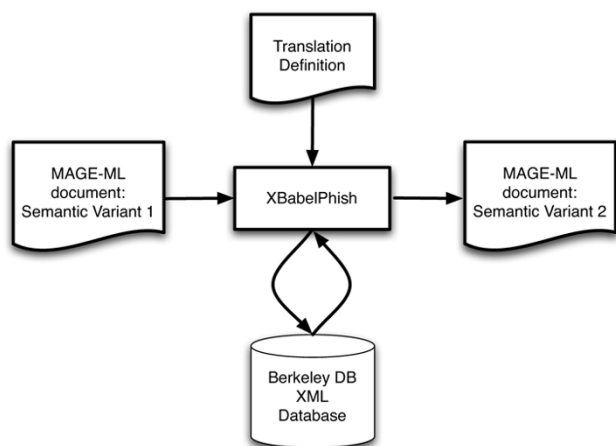 Translation
Definition
MAGE-ML
document:
Semantic Variant 1
XBabelPhish
MAGE-ML
document:
Semantic Variant 2
Berkeley DB
XML
Database